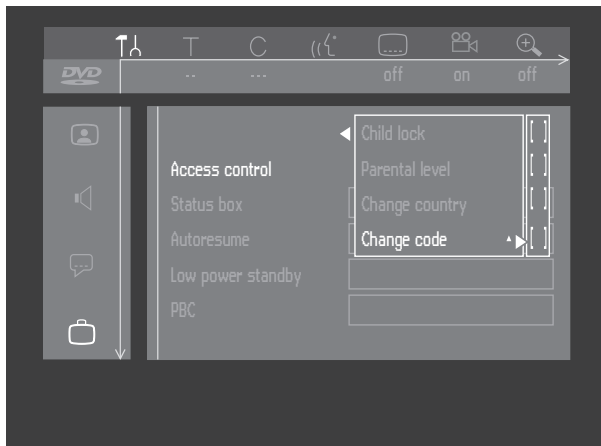 T C
DVD -- --- off on off
Child lock [ ]
Access control Parental level [ ]
Status box Change country [ ]
Autoresume Change code [ ]
Low power standby
PBC